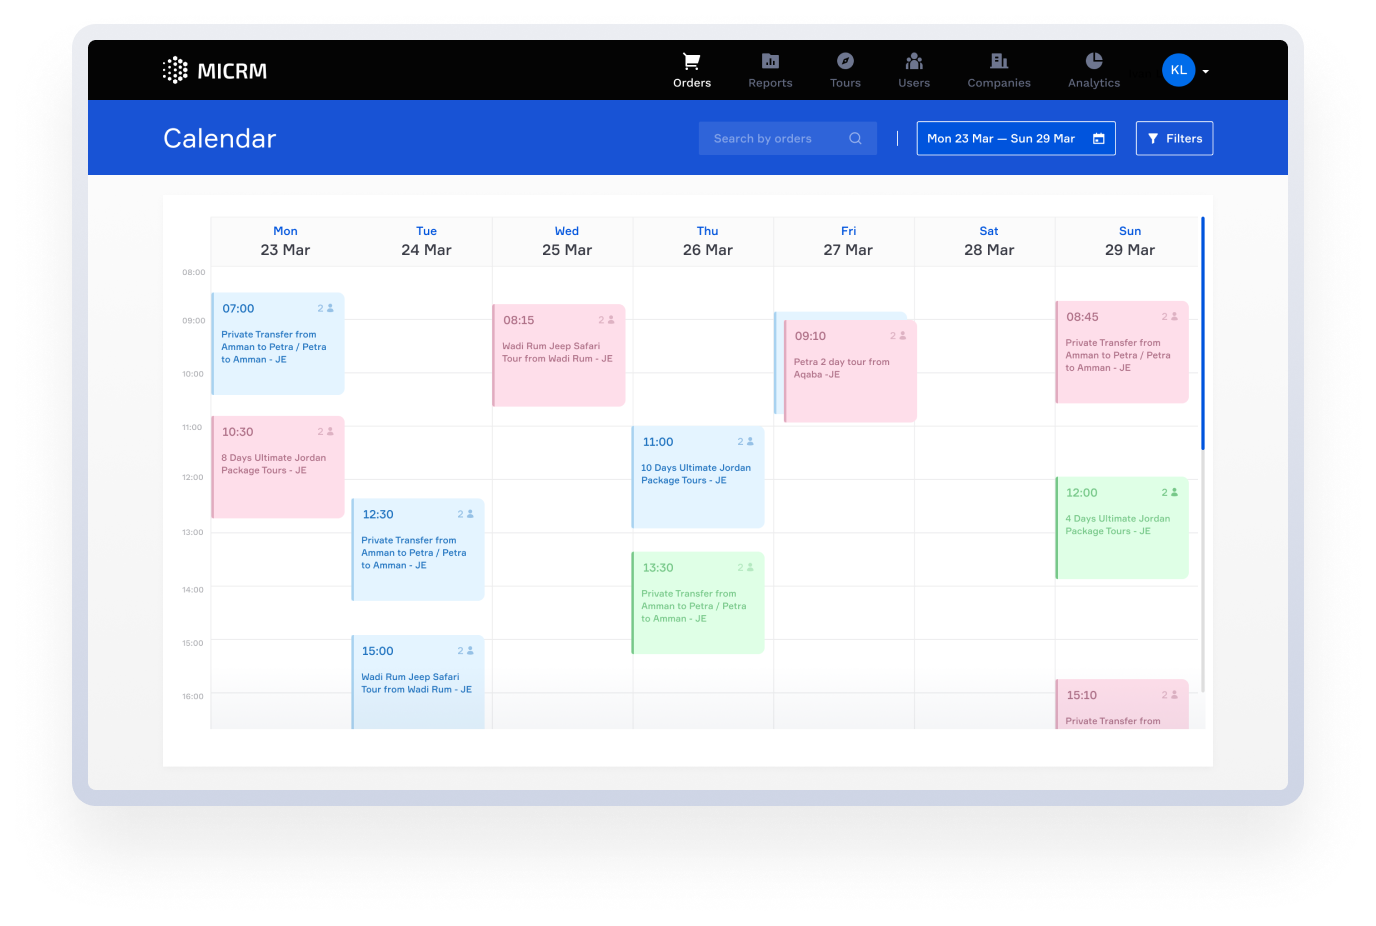 MICRM
Orders
Reports
Tours
Users
Companies
Analytics
KL
Calendar
Search by orders
Mon 23 Mar — Sun 29 Mar
Filters
Mon
23 Mar
Tue
24 Mar
Wed
25 Mar
Thu
26 Mar
Fri
27 Mar
Sat
28 Mar
Sun
29 Mar
08:00
09:00
10:00
11:00
12:00
13:00
14:00
15:00
16:00
07:00 2
Private Transfer from
Amman to Petra / Petra
to Amman - JE
10:30 2
8 Days Ultimate Jordan
Package Tours - JE
12:30 2
Private Transfer from
Amman to Petra / Petra
to Amman - JE
15:00 2
Wadi Rum Jeep Safari
Tour from Wadi Rum - JE
08:15 2
Wadi Rum Jeep Safari
Tour from Wadi Rum - JE
11:00 2
10 Days Ultimate Jordan
Package Tours - JE
13:30 2
Private Transfer from
Amman to Petra / Petra
to Amman - JE
09:10 2
Petra 2 day tour from
Aqaba -JE
08:45 2
Private Transfer from
Amman to Petra / Petra
to Amman - JE
12:00 2
4 Days Ultimate Jordan
Package Tours - JE
15:10 2
Private Transfer from